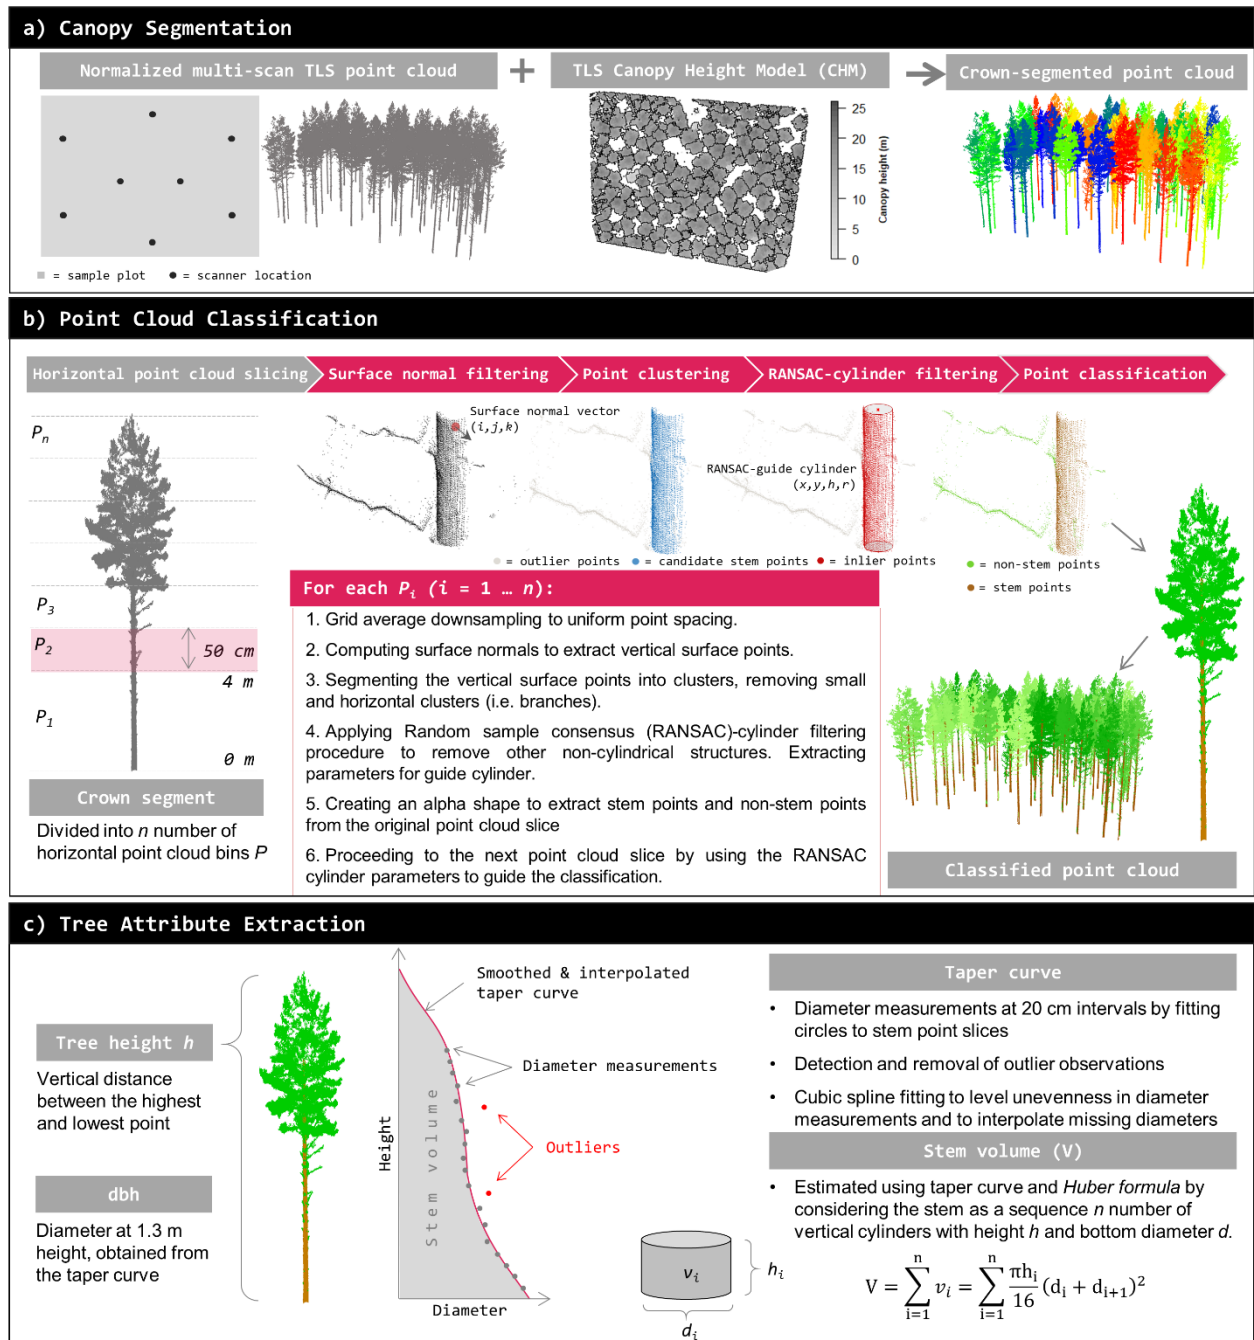 a) Canopy Segmentation
Normalized multi-scan TLS point cloud
+
TLS Canopy Height Model (CHM)
Crown-segmented point cloud
25
20
15
10
5
0
Canopy height (m)
= sample plot
= scanner location
b) Point Cloud Classification
Horizontal point cloud slicing
Surface normal filtering
Point clustering
RANSAC-cylinder filtering
Point classification
Pn
P3
P2
50 cm
4 m
P1
0 m
Crown segment
Divided into n number of
horizontal point cloud bins P
Surface normal vector
(i,j,k)
RANSAC-guide cylinder
(x,y,h,r)
= outlier points
= candidate stem points
= inlier points
= non-stem points
= stem points
For each Pi (i = 1 … n):
1. Grid average downsampling to uniform point spacing.
2. Computing surface normals to extract vertical surface points.
3. Segmenting the vertical surface points into clusters, removing small
and horizontal clusters (i.e. branches).
4. Applying Random sample consensus (RANSAC)-cylinder filtering
procedure to remove other non-cylindrical structures. Extracting
parameters for guide cylinder.
5. Creating an alpha shape to extract stem points and non-stem points
from the original point cloud slice
6. Proceeding to the next point cloud slice by using the RANSAC
cylinder parameters to guide the classification.
Classified point cloud
c) Tree Attribute Extraction
Tree height h
Vertical distance
between the highest
and lowest point
dbh
Diameter at 1.3 m
height, obtained from
the taper curve
Smoothed & interpolated
taper curve
Diameter measurements
Outliers
Height
Stem volume
Diameter
vi
hi
di
Taper curve
• Diameter measurements at 20 cm intervals by fitting
circles to stem point slices
• Detection and removal of outlier observations
• Cubic spline fitting to level unevenness in diameter
measurements and to interpolate missing diameters
Stem volume (V)
• Estimated using taper curve and Huber formula by
considering the stem as a sequence n number of
vertical cylinders with height h and bottom diameter d.
V = ∑ⁿᵢ₌₁ vᵢ = ∑ⁿᵢ₌₁ πhᵢ/16 (dᵢ + dᵢ₊₁)²